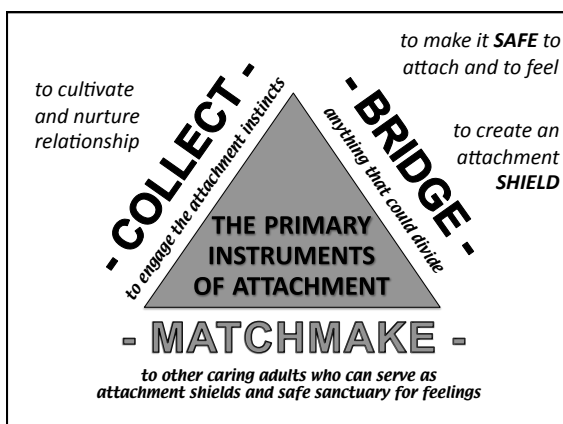 to cultivate
and nurture
relationship
- COLLECT -
to engage the attachment instincts
to make it SAFE to
attach and to feel
- BRIDGE -
anything that could divide
to create an
attachment
SHIELD
THE PRIMARY
INSTRUMENTS
OF ATTACHMENT
- MATCHMAKE -
to other caring adults who can serve as
attachment shields and safe sanctuary for feelings